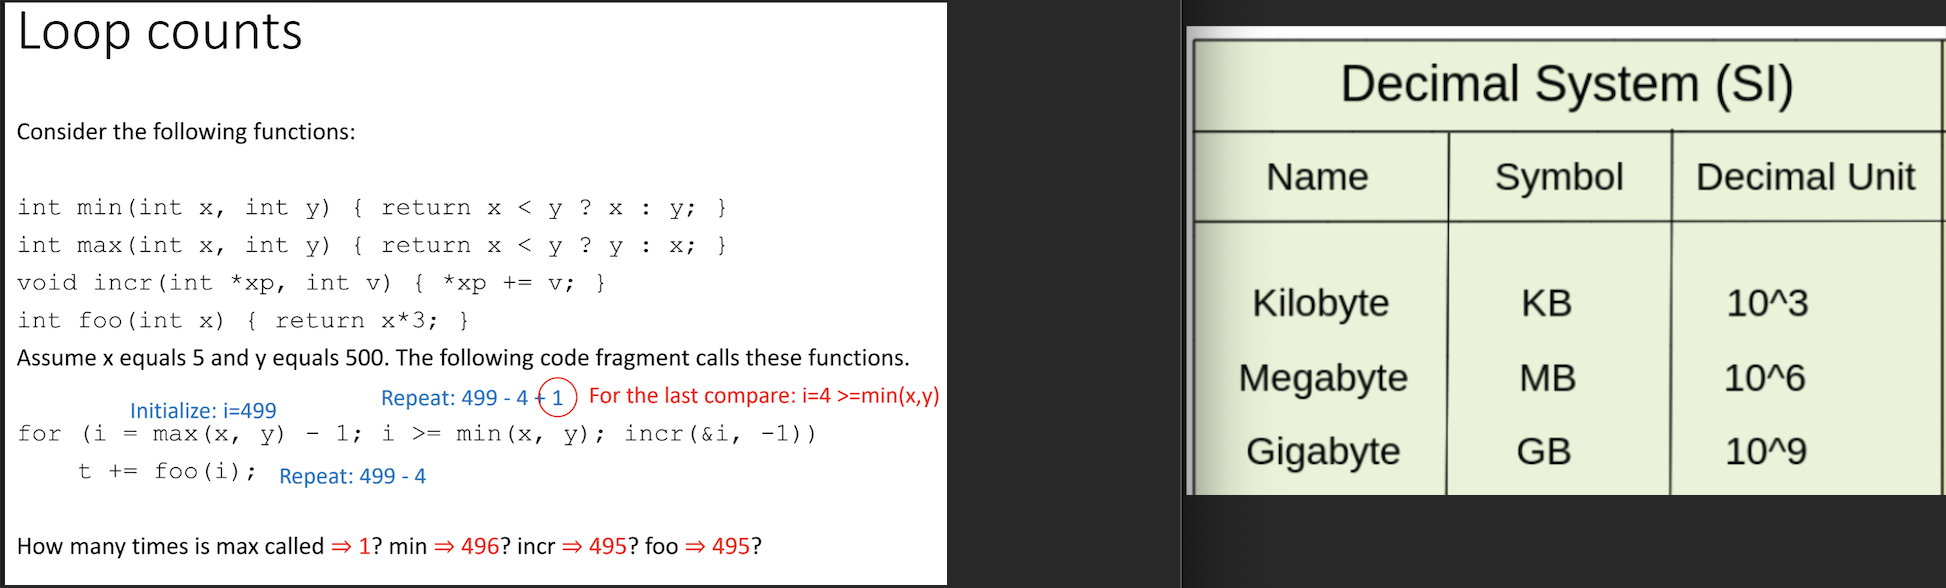 Loop counts
Consider the following functions:
int min(int x, int y) { return x < y ? x : y; }
int max(int x, int y) { return x < y ? y : x; }
void incr(int *xp, int v) { *xp += v; }
int foo(int x) { return x*3; }
Assume x equals 5 and y equals 500. The following code fragment calls these functions.
Repeat: 499 - 4 + 1 For the last compare: i=4 >=min(x,y)
Initialize: i=499
for (i = max(x, y) - 1; i >= min(x, y); incr(&i, -1))
t += foo(i); Repeat: 499 - 4
How many times is max called ⇒ 1? min ⇒ 496? incr ⇒ 495? foo ⇒ 495?
Decimal System (SI)
Name Symbol Decimal Unit
Kilobyte KB 10^3
Megabyte MB 10^6
Gigabyte GB 10^9